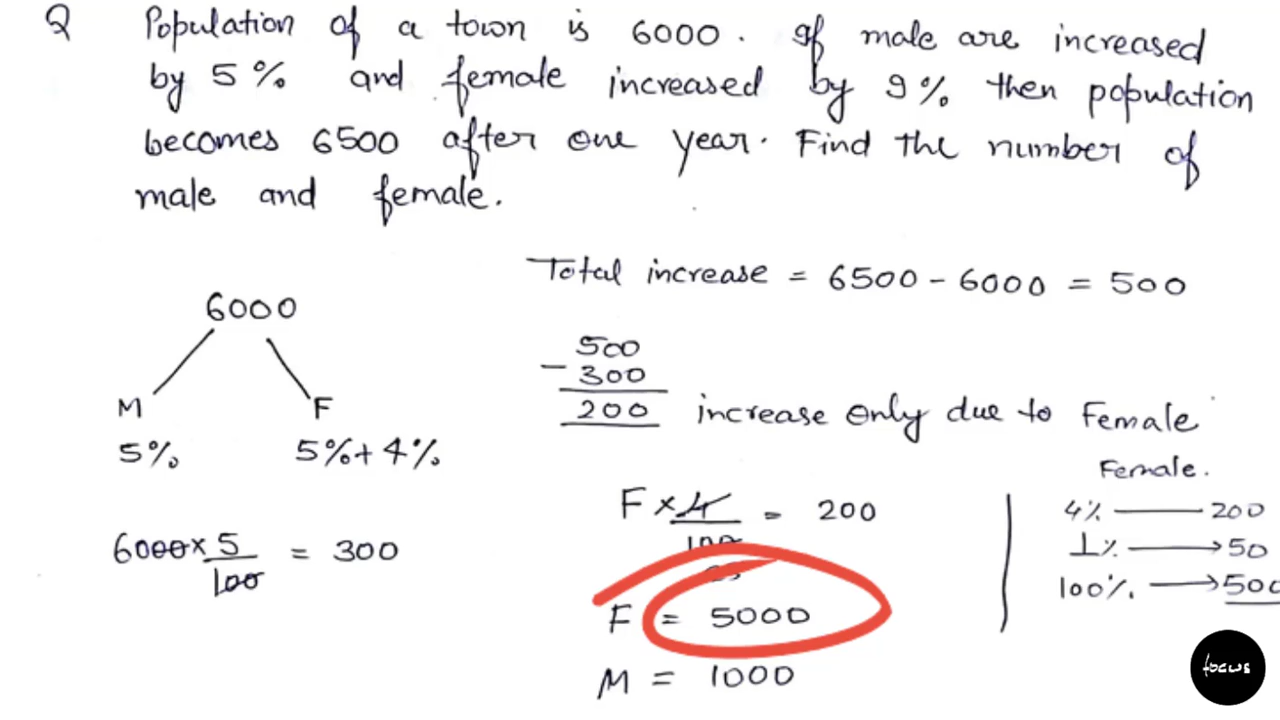 Q Population of a town is 6000. If male are increased
by 5% and female increased by 9% then population
becomes 6500 after one year. Find the number of
male and female.
Total increase = 6500 - 6000 = 500
6000
M F
5% 5%+4%
6000 × 5/100 = 300
500
- 300
200 increase only due to Female
F × 4/100 = 200
F = 5000
M = 1000
Female.
4% 200
1% → 50
100% → 500
focus